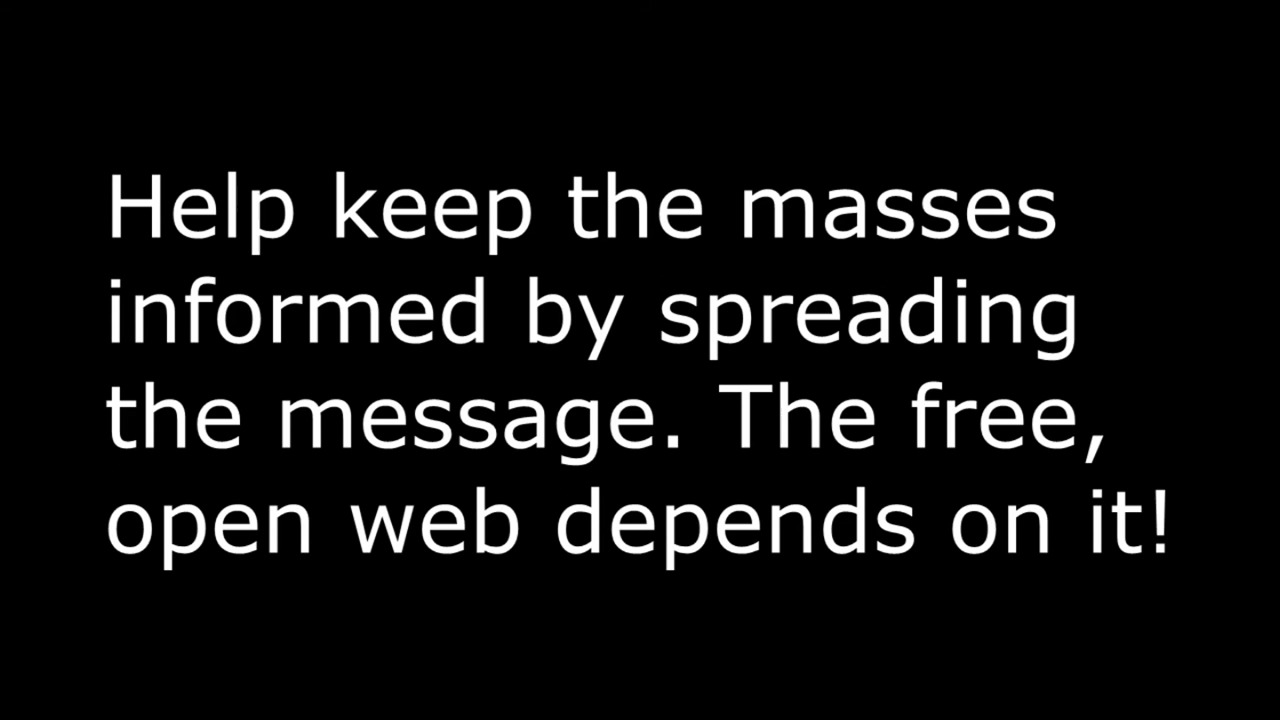 Help keep the masses
informed by spreading
the message. The free,
open web depends on it!